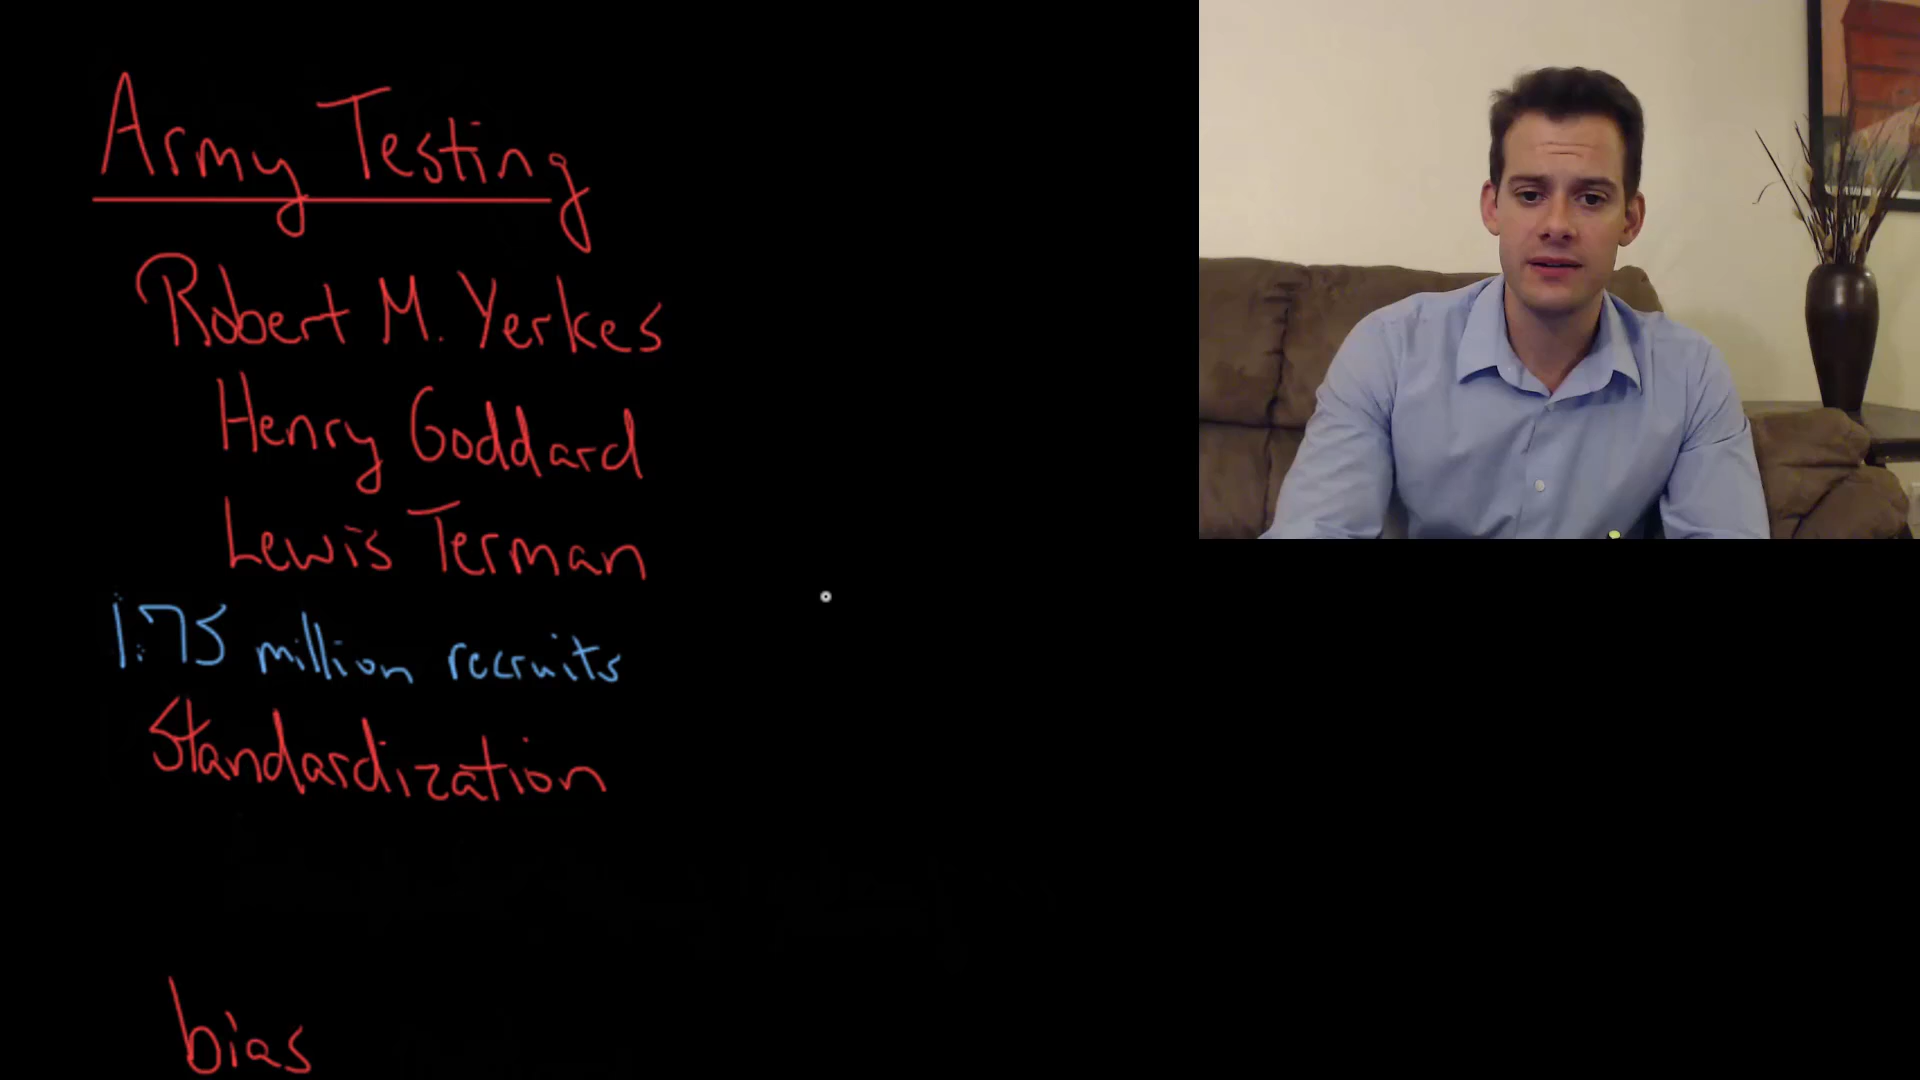 Army Testing
Robert M. Yerkes
Henry Goddard
Lewis Terman
1.75 million recruits
Standardization
bias